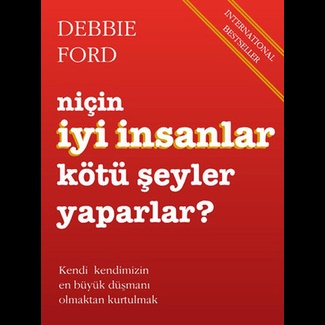 DEBBIE
FORD
INTERNATIONAL
BESTSELLER
niçin
iyi insanlar
kötü şeyler
yaparlar?
Kendi kendimizin
en büyük düşmanı
olmaktan kurtulmak